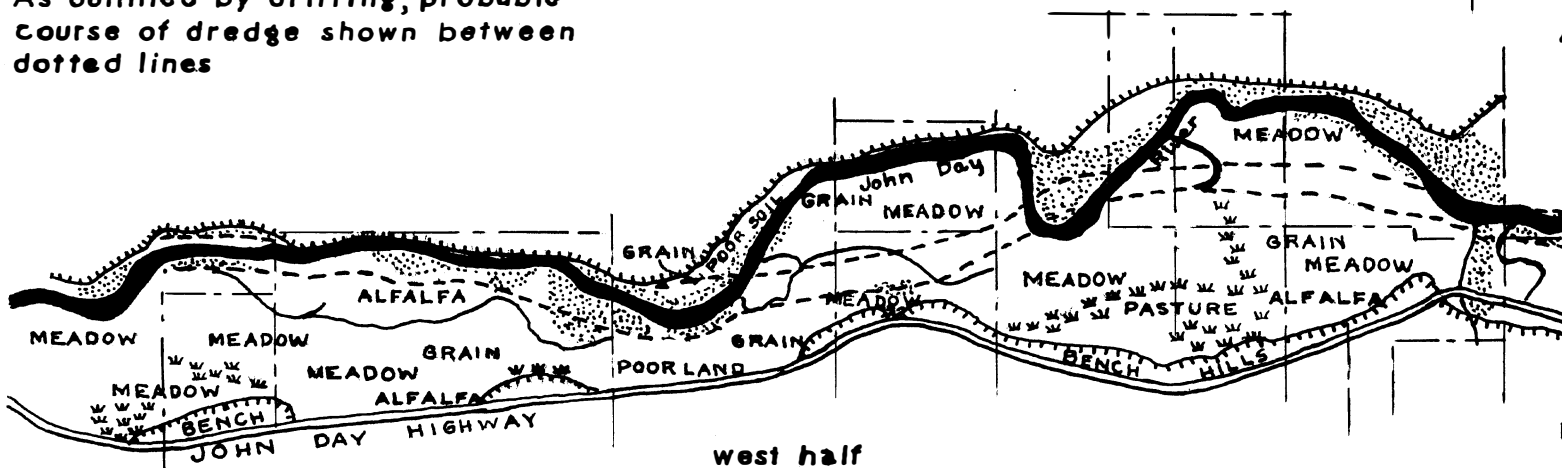 As outlined by drilling, probable
course of dredge shown between
dotted lines
MEADOW
River
John Day
GRAIN
MEADOW
POOR SOIL
GRAIN
GRAIN
MEADOW
MEADOW
ALFALFA
MEADOW
ALFALFA
PASTURE
MEADOW
MEADOW
GRAIN
GRAIN
POOR LAND
BENCH HILLS
MEADOW
MEADOW
ALFALFA
BENCH
JOHN DAY HIGHWAY
west half